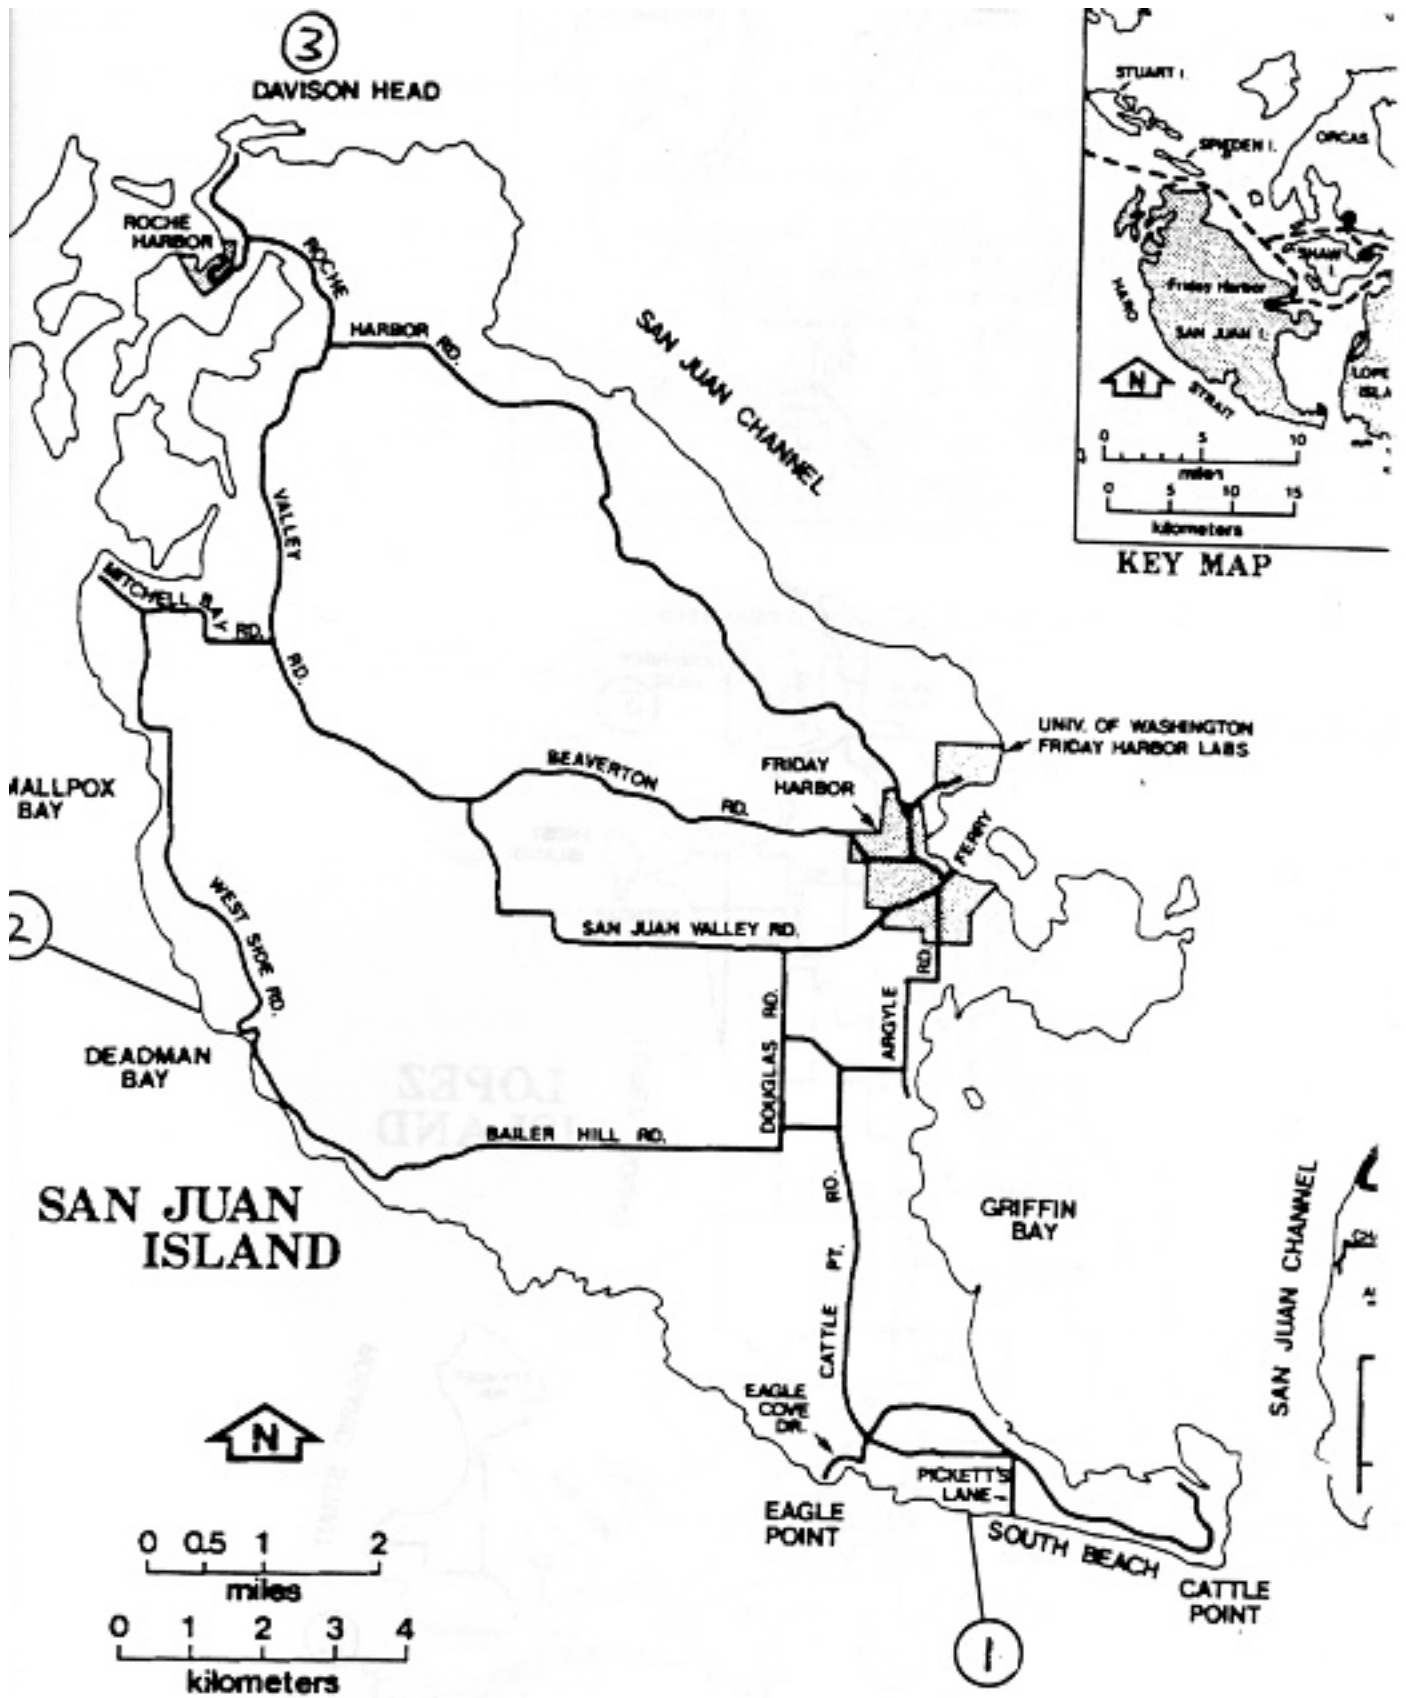 3
DAVISON HEAD
ROCHE
HARBOR
ROCHE
HARBOR RD.
SAN JUAN CHANNEL
VALLEY
RD.
MITCHELL BAY
RD.
UNIV. OF WASHINGTON
FRIDAY HARBOR LABS
BEAVERTON
RD.
FRIDAY
HARBOR
FERRY
MALLPOX
BAY
2
WEST SIDE RD.
SAN JUAN VALLEY RD.
RD.
ARGYLE
DOUGLAS RD.
DEADMAN
BAY
BAILER HILL RD.
SAN JUAN
ISLAND
GRIFFIN
BAY
CATTLE PT. RD.
SAN JUAN CHANNEL
EAGLE
COVE
DR.
PICKETT'S
LANE
EAGLE
POINT
SOUTH BEACH
CATTLE
POINT
1
N
0 0.5 1 2
miles
0 1 2 3 4
kilometers
STUART I.
SPIEDEN I.
ORCAS
SHAW
I.
Friday Harbor
SAN JUAN I.
HARO
STRAIT
LOPE
ISLA
N
0 5 10
miles
0 5 10 15
kilometers
KEY MAP
LOPEZ
ISLAND